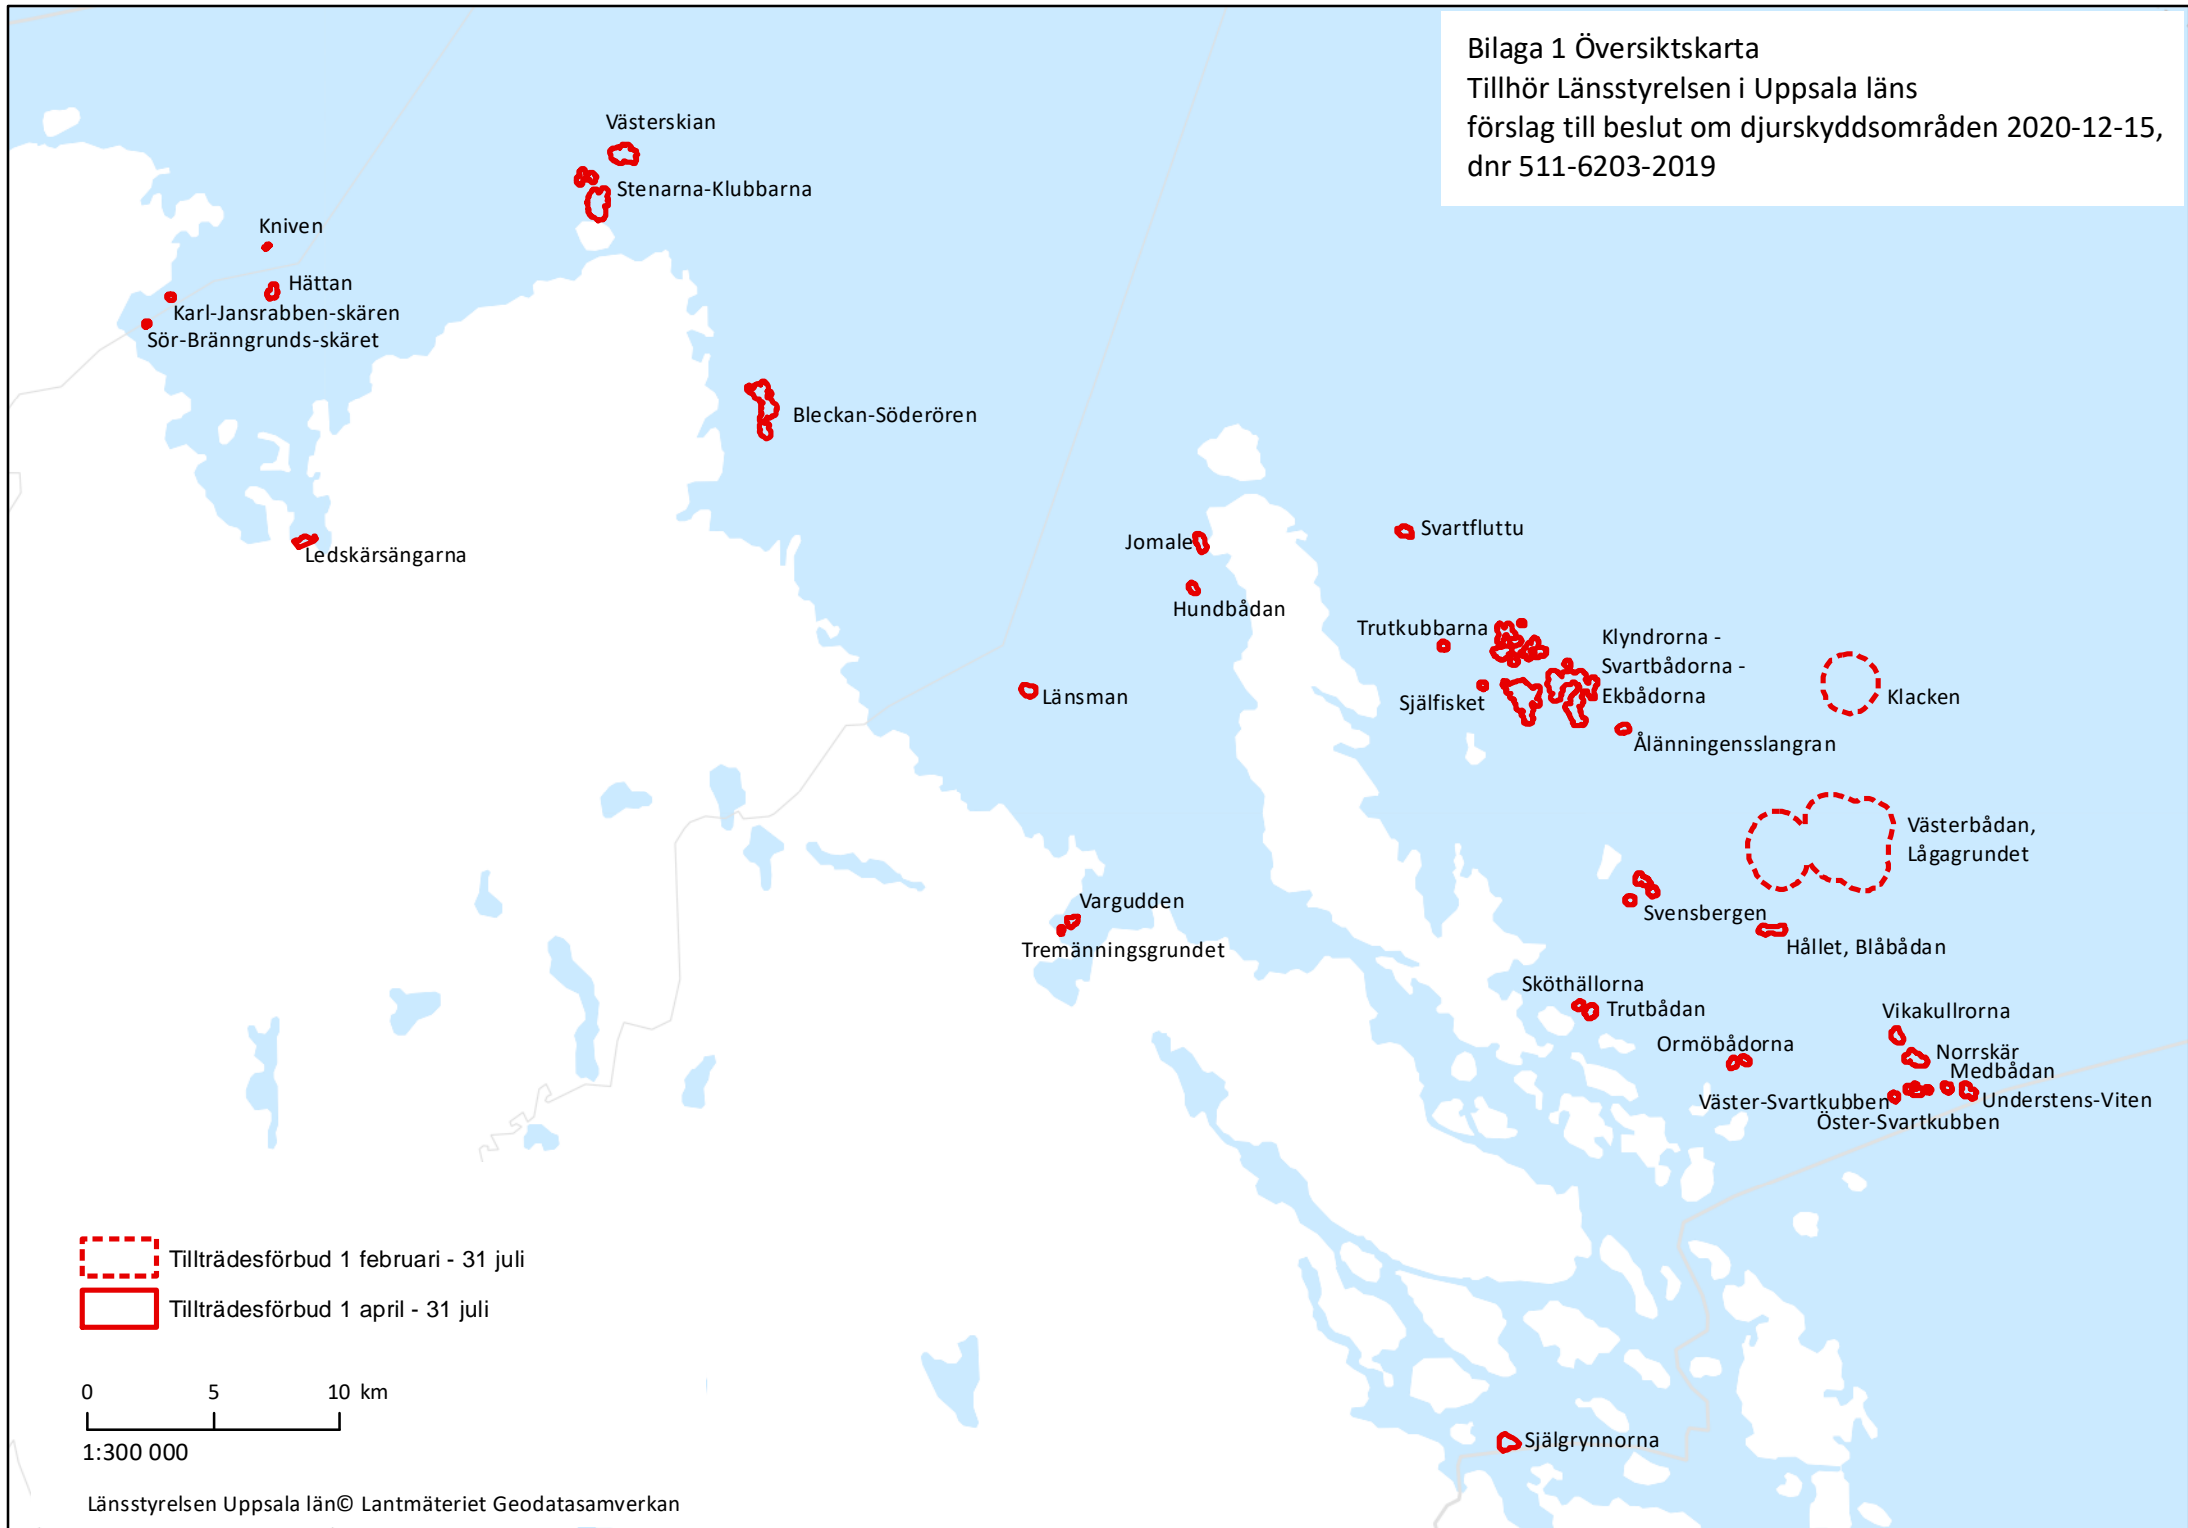 Bilaga 1 Översiktskarta
Tillhör Länsstyrelsen i Uppsala läns
förslag till beslut om djurskyddsområden 2020-12-15,
dnr 511-6203-2019
Västerskian
Stenarna-Klubbarna
Kniven
Hättan
Karl-Jansrabben-skären
Sör-Bränngrunds-skäret
Bleckan-Söderören
Ledskärsängarna
Jomale
Svartfluttu
Hundbådan
Trutkubbarna
Klyndrorna -
Svartbådorna -
Ekbådorna
Själfisket
Klacken
Länsman
Ålänningensslangran
Västerbådan,
Lågagrundet
Vargudden
Tremänningsgrundet
Svensbergen
Hållet, Blåbådan
Sköthällorna
Trutbådan
Vikakullrorna
Ormöbådorna
Norrskär
Medbådan
Väster-Svartkubben
Understens-Viten
Öster-Svartkubben
Själgrynnorna
Tillträdesförbud 1 februari - 31 juli
Tillträdesförbud 1 april - 31 juli
0 5 10 km
1:300 000
Länsstyrelsen Uppsala län© Lantmäteriet Geodatasamverkan